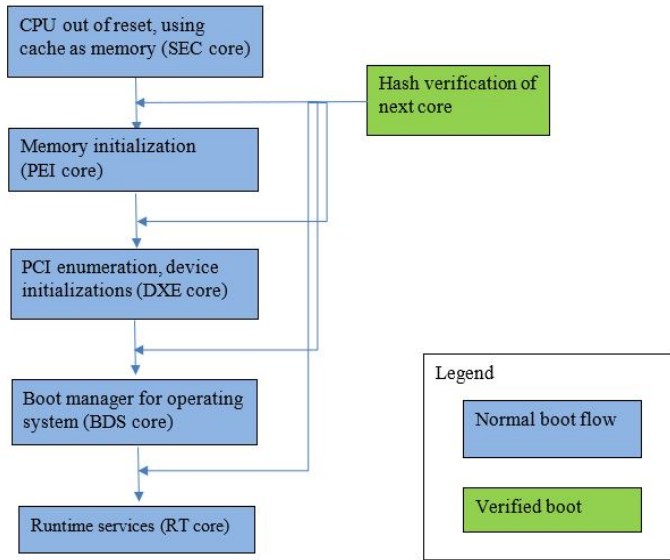 CPU out of reset, using
cache as memory (SEC core)
Hash verification of
next core
Memory initialization
(PEI core)
PCI enumeration, device
initializations (DXE core)
Boot manager for operating
system (BDS core)
Runtime services (RT core)
Legend
Normal boot flow
Verified boot